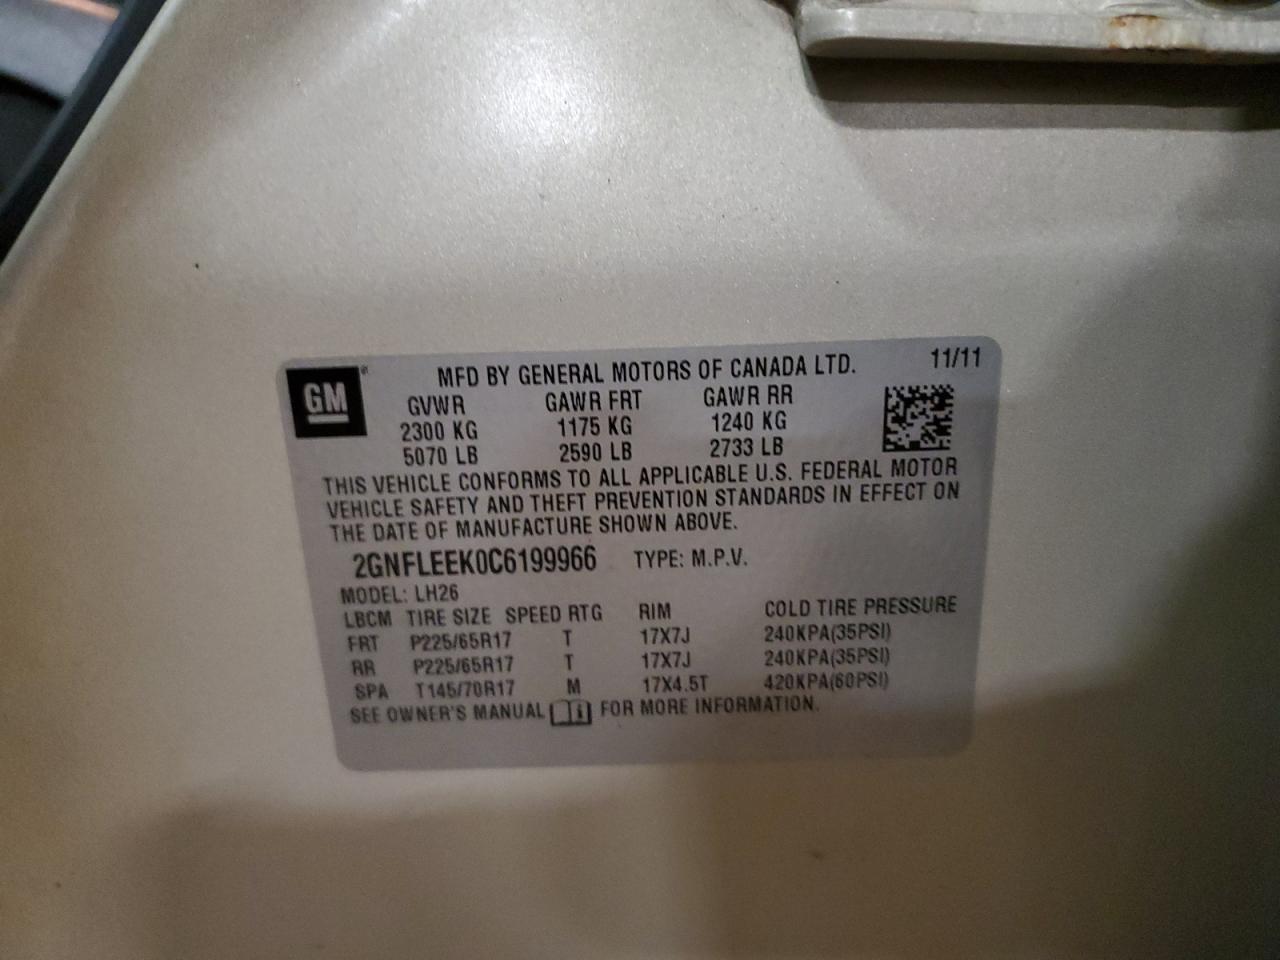 GM
MFD BY GENERAL MOTORS OF CANADA LTD. 11/11
GVWR GAWR FRT GAWR RR
2300 KG 1175 KG 1240 KG
5070 LB 2590 LB 2733 LB
THIS VEHICLE CONFORMS TO ALL APPLICABLE U.S. FEDERAL MOTOR
VEHICLE SAFETY AND THEFT PREVENTION STANDARDS IN EFFECT ON
THE DATE OF MANUFACTURE SHOWN ABOVE.
2GNFLEEK0C6199966 TYPE: M.P.V.
MODEL: LH26
LBCM TIRE SIZE SPEED RTG RIM COLD TIRE PRESSURE
FRT P225/65R17 T 17X7J 240KPA(35PSI)
RR P225/65R17 T 17X7J 240KPA(35PSI)
SPA T145/70R17 M 17X4.5T 420KPA(60PSI)
SEE OWNER'S MANUAL FOR MORE INFORMATION.